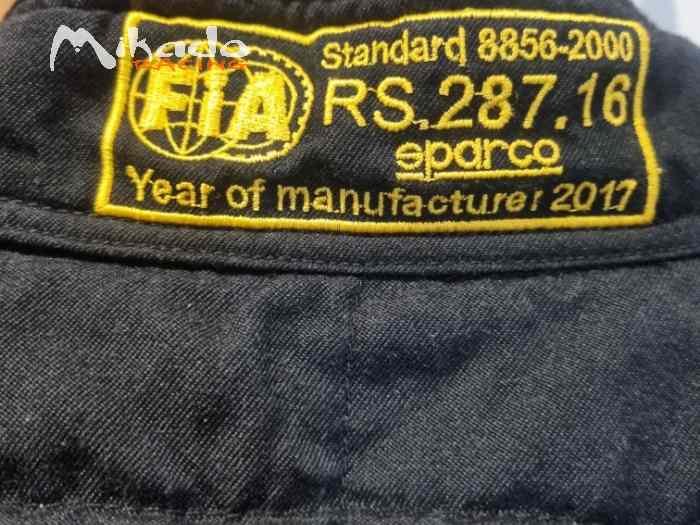 Mikado
RACING
FIA
Standard 8856-2000
RS.287.16
sparco
Year of manufacture: 2017